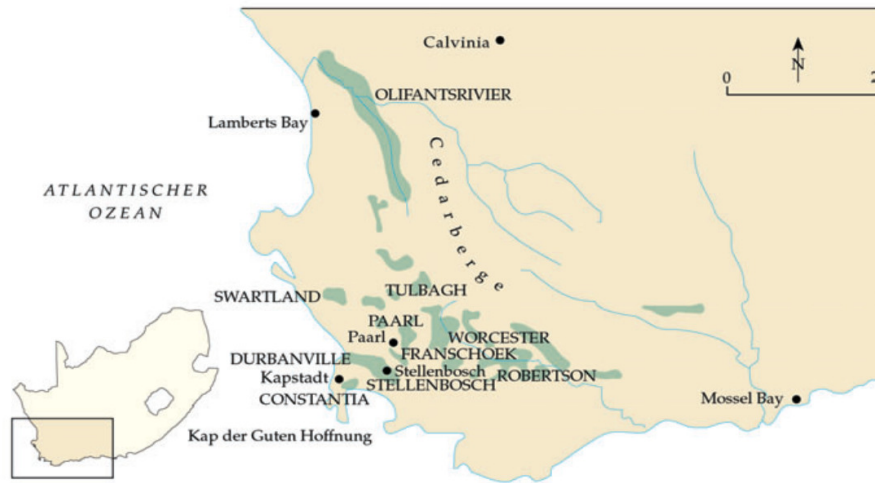 Calvinia
N
0
2
OLIFANTSRIVIER
Lamberts Bay
Cedarberge
ATLANTISCHER
OZEAN
TULBAGH
SWARTLAND
PAARL
Paarl
WORCESTER
FRANSCHOEK
DURBANVILLE
Stellenbosch
Kapstadt
ROBERTSON
STELLENBOSCH
CONSTANTIA
Mossel Bay
Kap der Guten Hoffnung